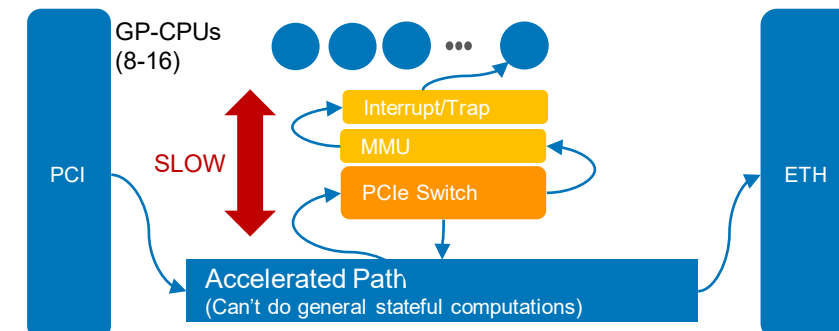 GP-CPUs
(8-16)
•••
Interrupt/Trap
MMU
SLOW
PCIe Switch
PCI
ETH
Accelerated Path
(Can't do general stateful computations)